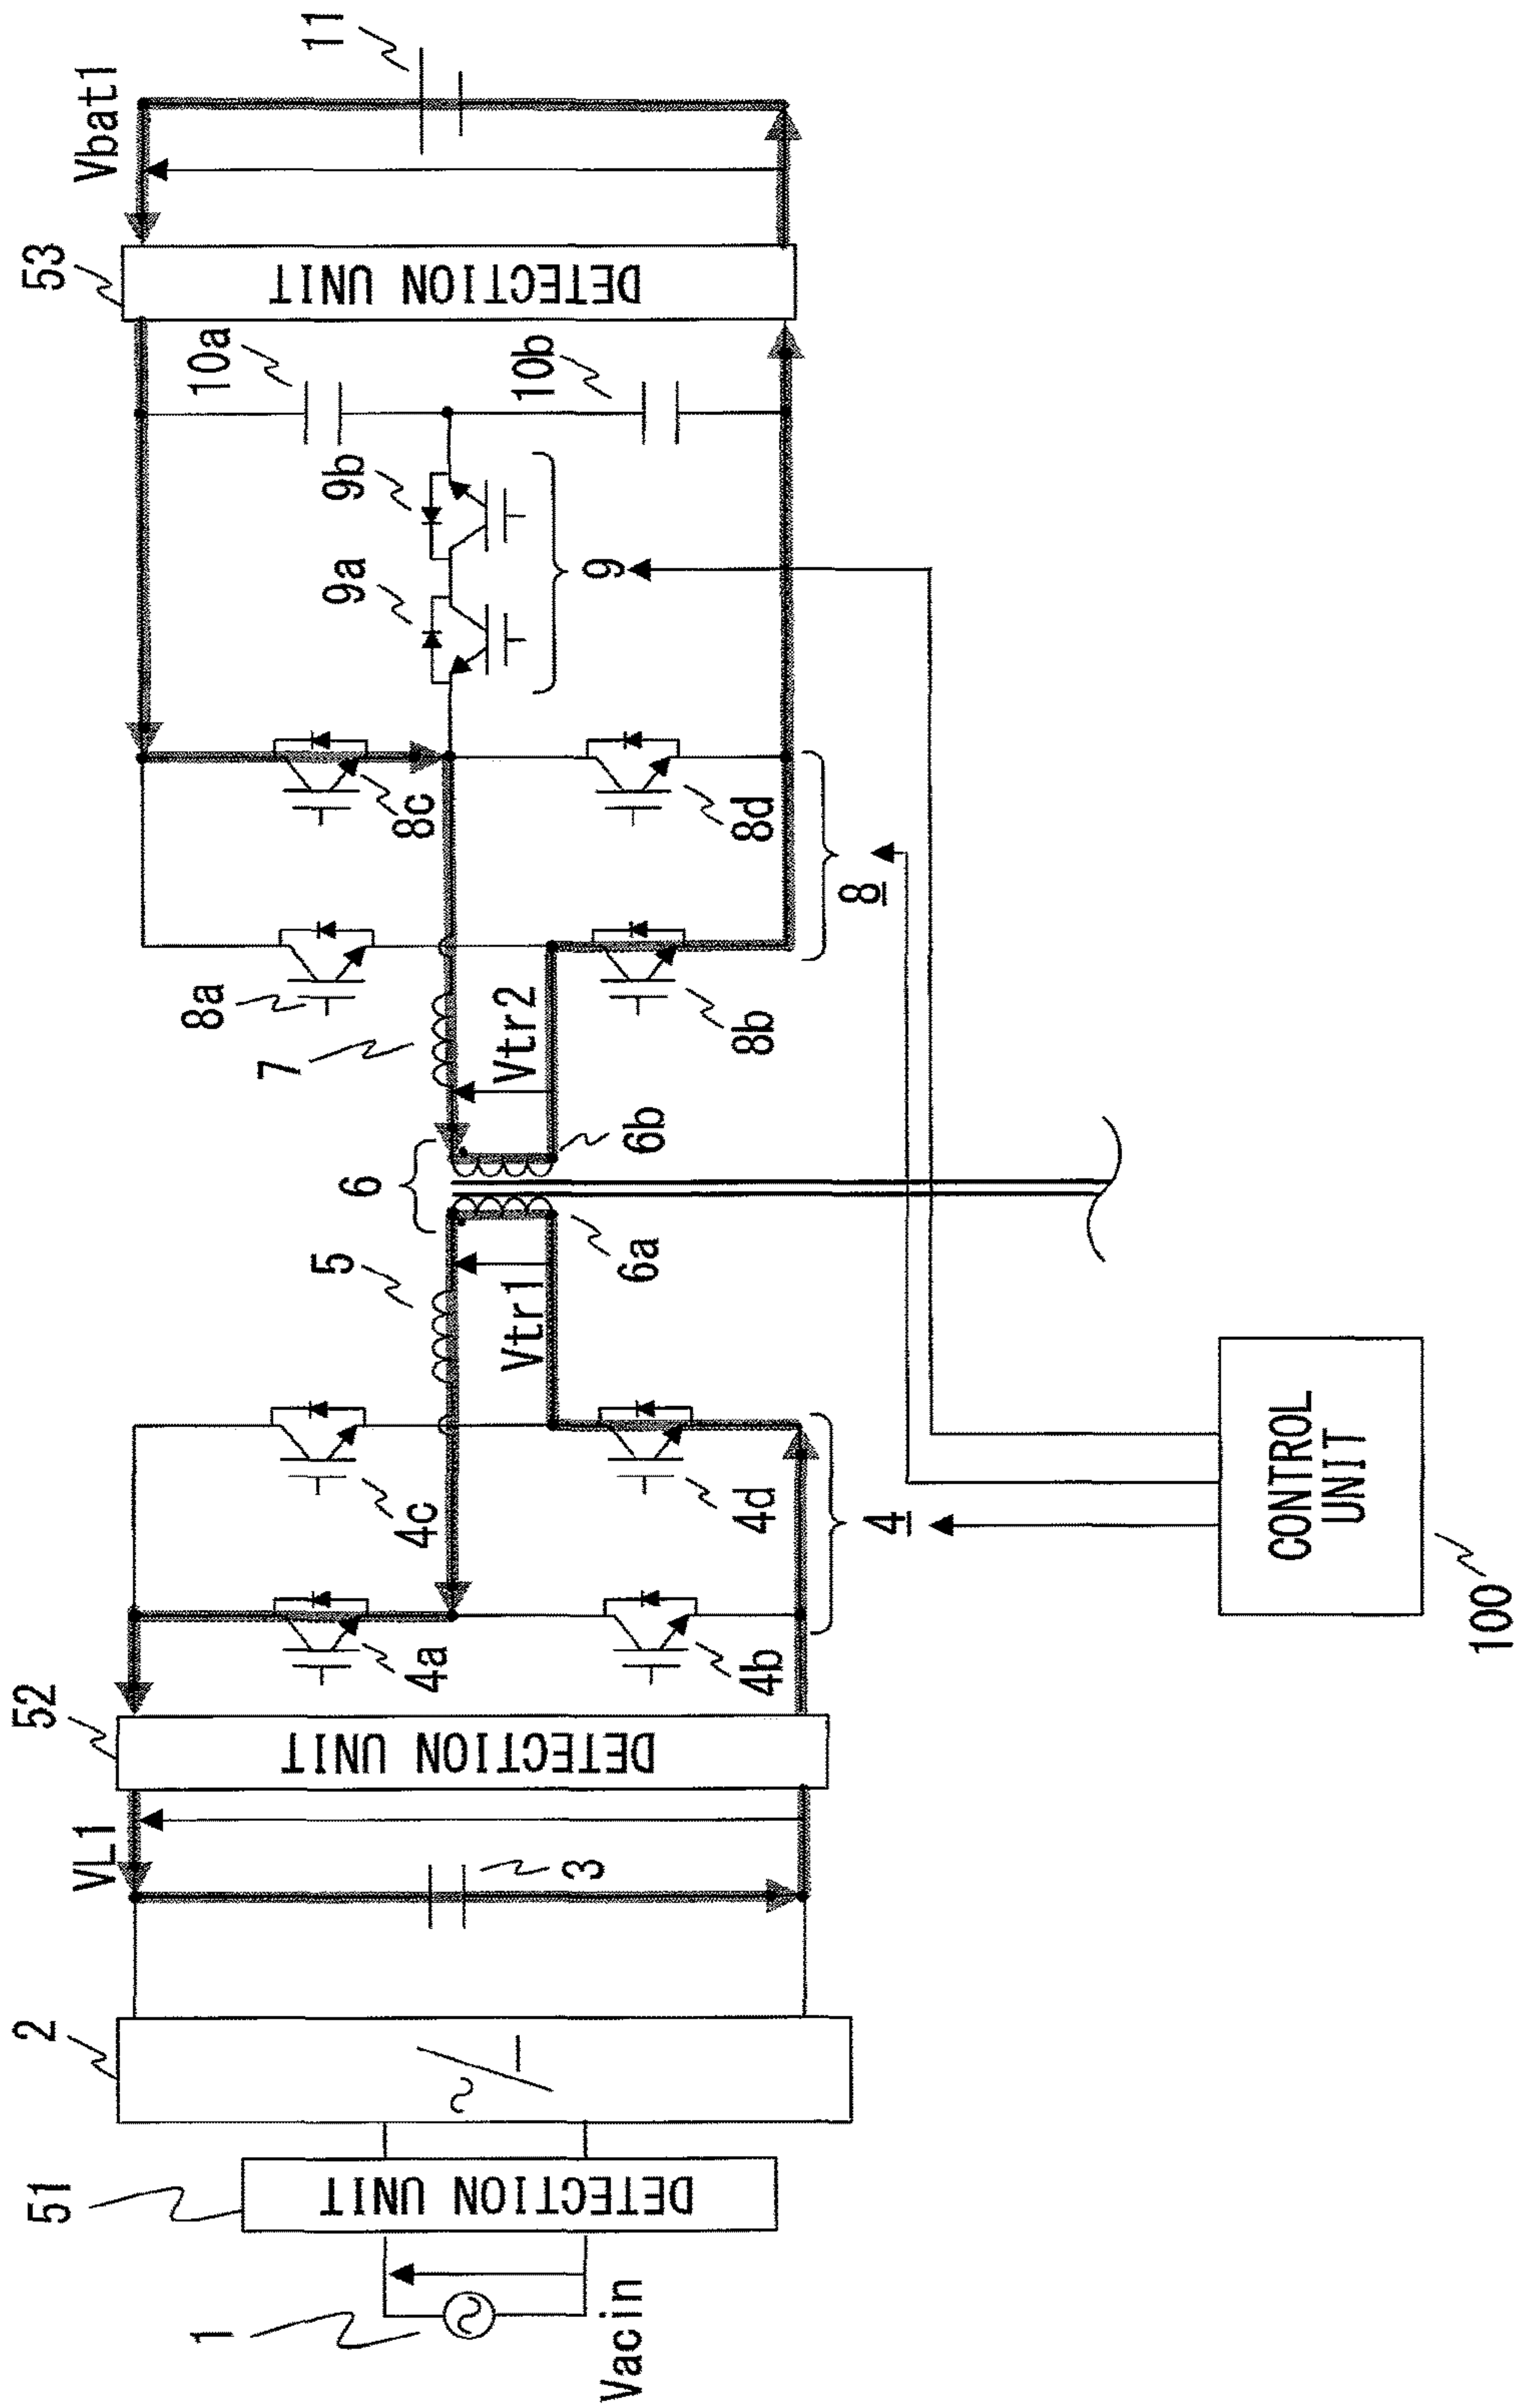 1
Vacin
51
DETECTION UNIT
2
VL1
3
52
DETECTION UNIT
4a
4b
4c
4d
4
5
Vtr1
6
6a
6b
Vtr2
7
8a
8b
8c
8d
8
9a
9b
9
10a
10b
53
DETECTION UNIT
Vbat1
11
CONTROL
UNIT
100